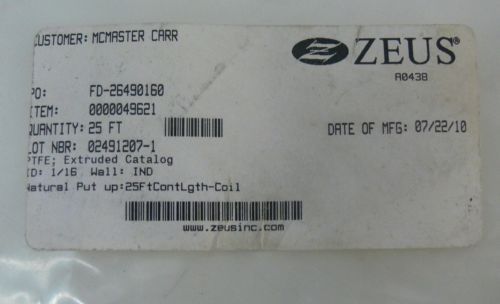 CUSTOMER: MCMASTER CARR
ZEUS®
A043B
PO: FD-26490160
ITEM: 0000049621
QUANTITY: 25 FT
DATE OF MFG: 07/22/10
LOT NBR: 02491207-1
PTFE; Extruded Catalog
ID: 1/16 Wall: IND
Natural Put up:25FtContLgth-Coil
www.zeusinc.com